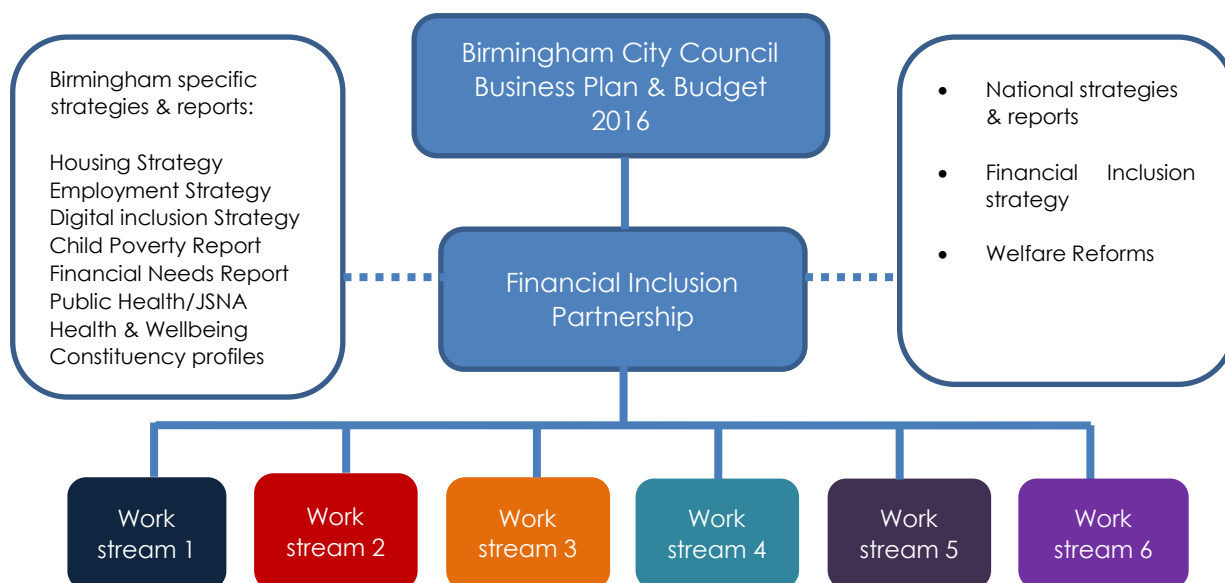 Birmingham City Council
Business Plan & Budget
2016
Birmingham specific
strategies & reports:
Housing Strategy
Employment Strategy
Digital inclusion Strategy
Child Poverty Report
Financial Needs Report
Public Health/JSNA
Health & Wellbeing
Constituency profiles
• National strategies
& reports
• Financial Inclusion
strategy
• Welfare Reforms
Financial Inclusion
Partnership
Work
stream 1
Work
stream 2
Work
stream 3
Work
stream 4
Work
stream 5
Work
stream 6